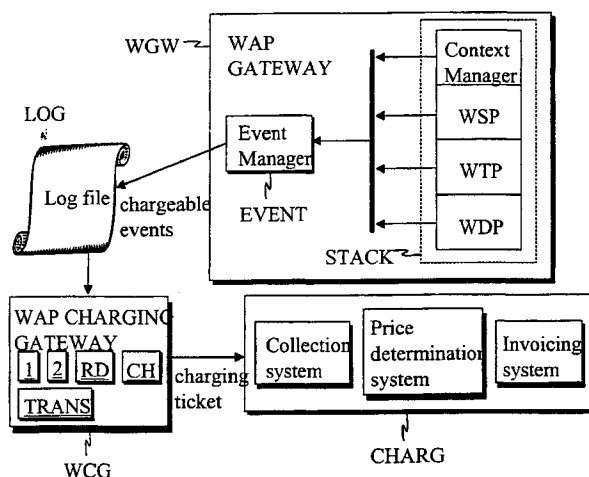 WGW
WAP
GATEWAY
Context
Manager
WSP
WTP
WDP
STACK
Event
Manager
EVENT
LOG
Log file
chargeable
events
WAP CHARGING
GATEWAY
1 2 RD CH
TRANS
WCG
charging
ticket
Collection
system
Price
determination
system
Invoicing
system
CHARG